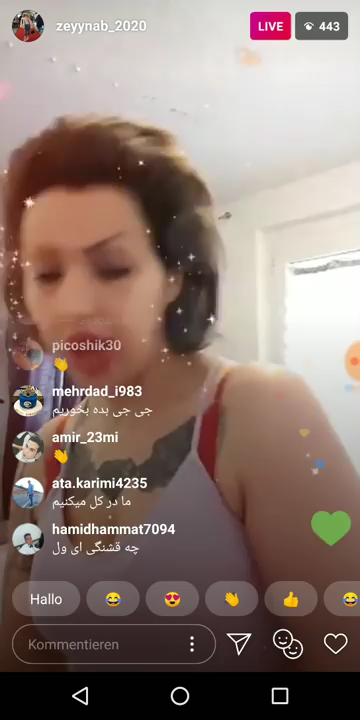 zeyynab_2020
LIVE
443
picoshik30
👏
mehrdad_i983
جی جی بده بخوریم
amir_23mi
👏
ata.karimi4235
ما در کل میکنیم
hamidhammat7094
چه قشنگی ای ول
Hallo 😂 😍 👏 👍 😂
Kommentieren